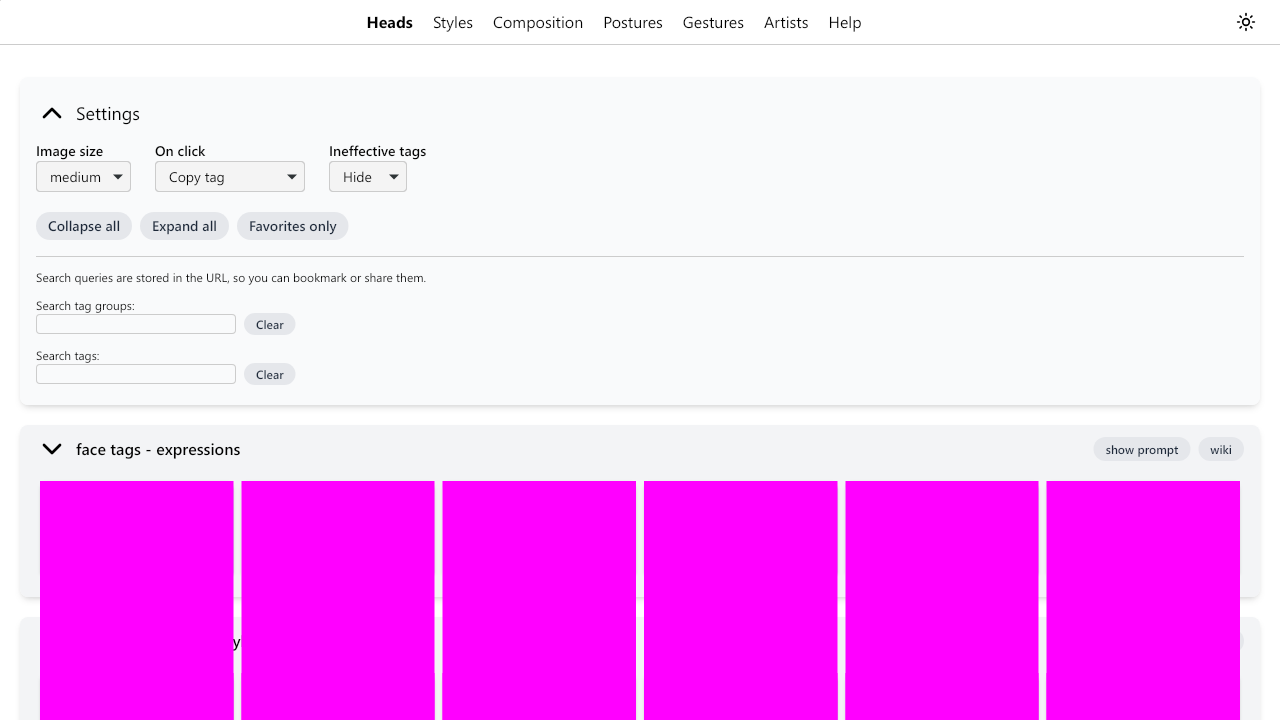 Heads Styles Composition Postures Gestures Artists Help
Settings
Image size On click Ineffective tags
medium Copy tag Hide
Collapse all Expand all Favorites only
Search queries are stored in the URL, so you can bookmark or share them.
Search tag groups:
Clear
Search tags:
Clear
face tags - expressions show prompt wiki